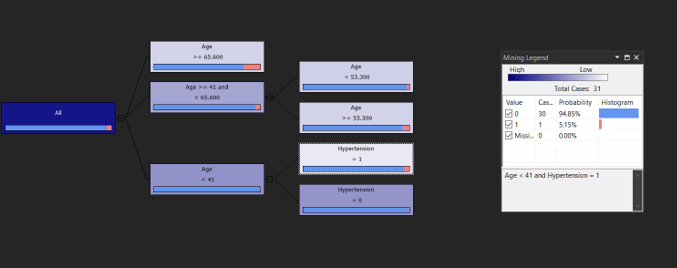 All
Age
>= 65.600
Age >= 41 and
< 65.600
Age
< 41
Age
< 53.300
Age
>= 53.300
Hypertension
= 1
Hypertension
= 0
Mining Legend
High Low
Total Cases: 31
Value Cas... Probability Histogram
0 30 94.85%
1 1 5.15%
Missi... 0 0.00%
Age < 41 and Hypertension = 1